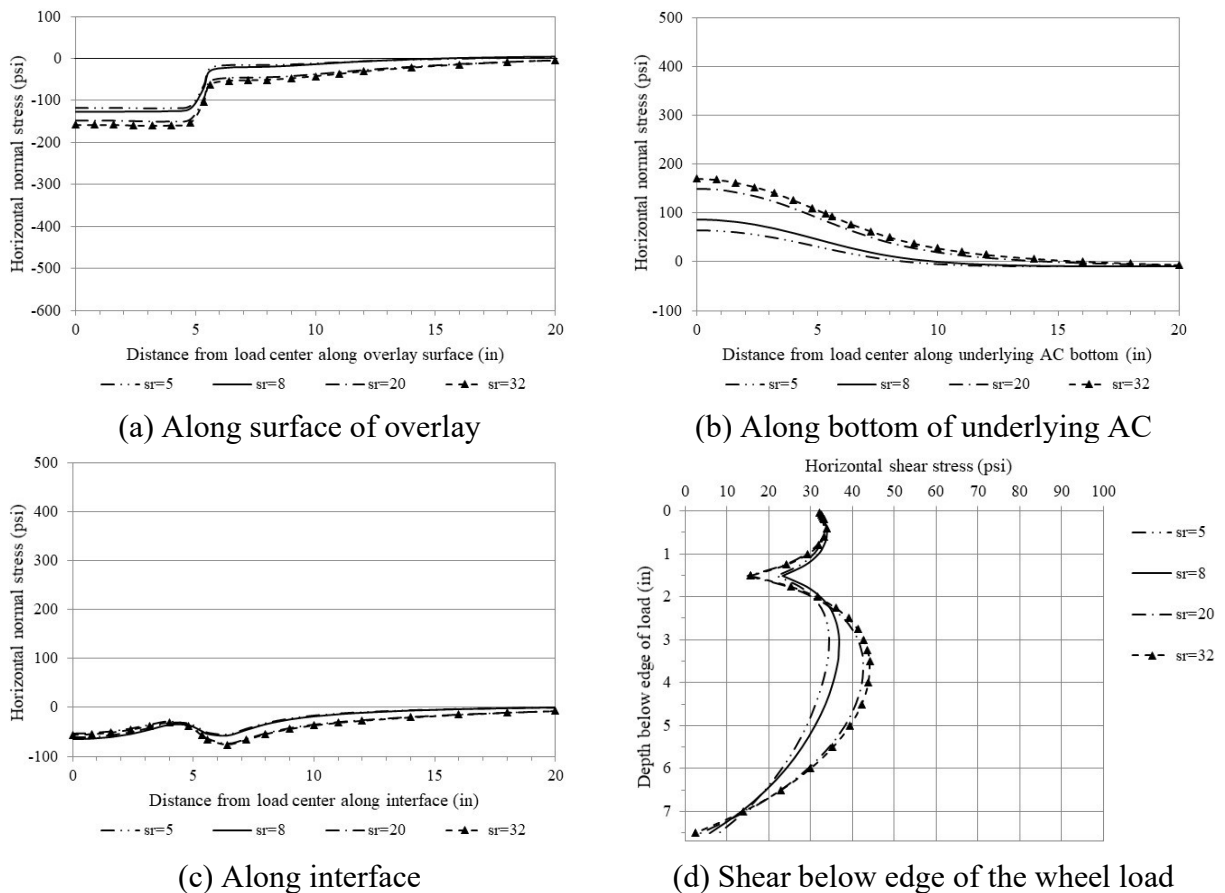 100
0
-100
-200
-300
-400
-500
-600
Horizontal normal stress (psi)
0 5 10 15 20
Distance from load center along overlay surface (in)
sr=5 sr=8 sr=20 sr=32
(a) Along surface of overlay
500
400
300
200
100
0
-100
Horizontal normal stress (psi)
0 5 10 15 20
Distance from load center along underlying AC bottom (in)
sr=5 sr=8 sr=20 sr=32
(b) Along bottom of underlying AC
500
400
300
200
100
0
-100
Horizontal normal stress (psi)
0 5 10 15 20
Distance from load center along interface (in)
sr=5 sr=8 sr=20 sr=32
(c) Along interface
Horizontal shear stress (psi)
0 10 20 30 40 50 60 70 80 90 100
0
1
2
3
4
5
6
7
Depth below edge of load (in)
sr=5
sr=8
sr=20
sr=32
(d) Shear below edge of the wheel load